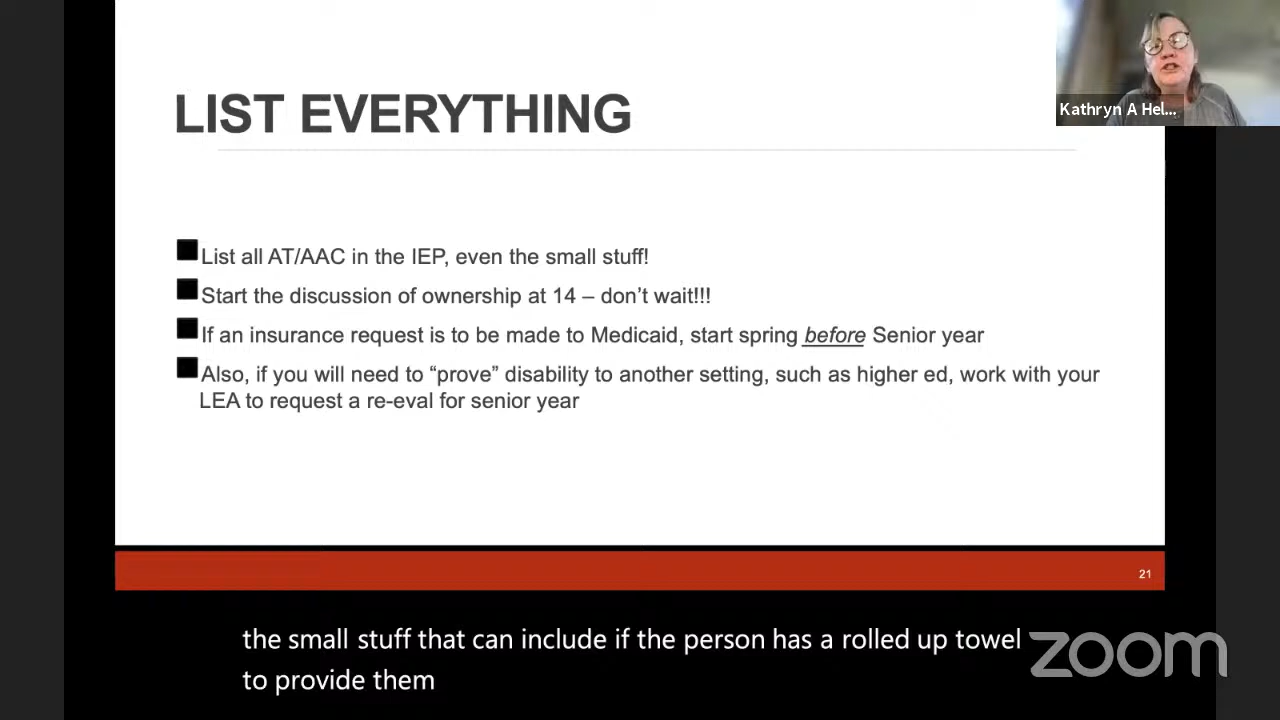 LIST EVERYTHING
Kathryn A Hel...
List all AT/AAC in the IEP, even the small stuff!
Start the discussion of ownership at 14 – don’t wait!!!
If an insurance request is to be made to Medicaid, start spring before Senior year
Also, if you will need to “prove” disability to another setting, such as higher ed, work with your
LEA to request a re-eval for senior year
21
the small stuff that can include if the person has a rolled up towel
to provide them
zoom